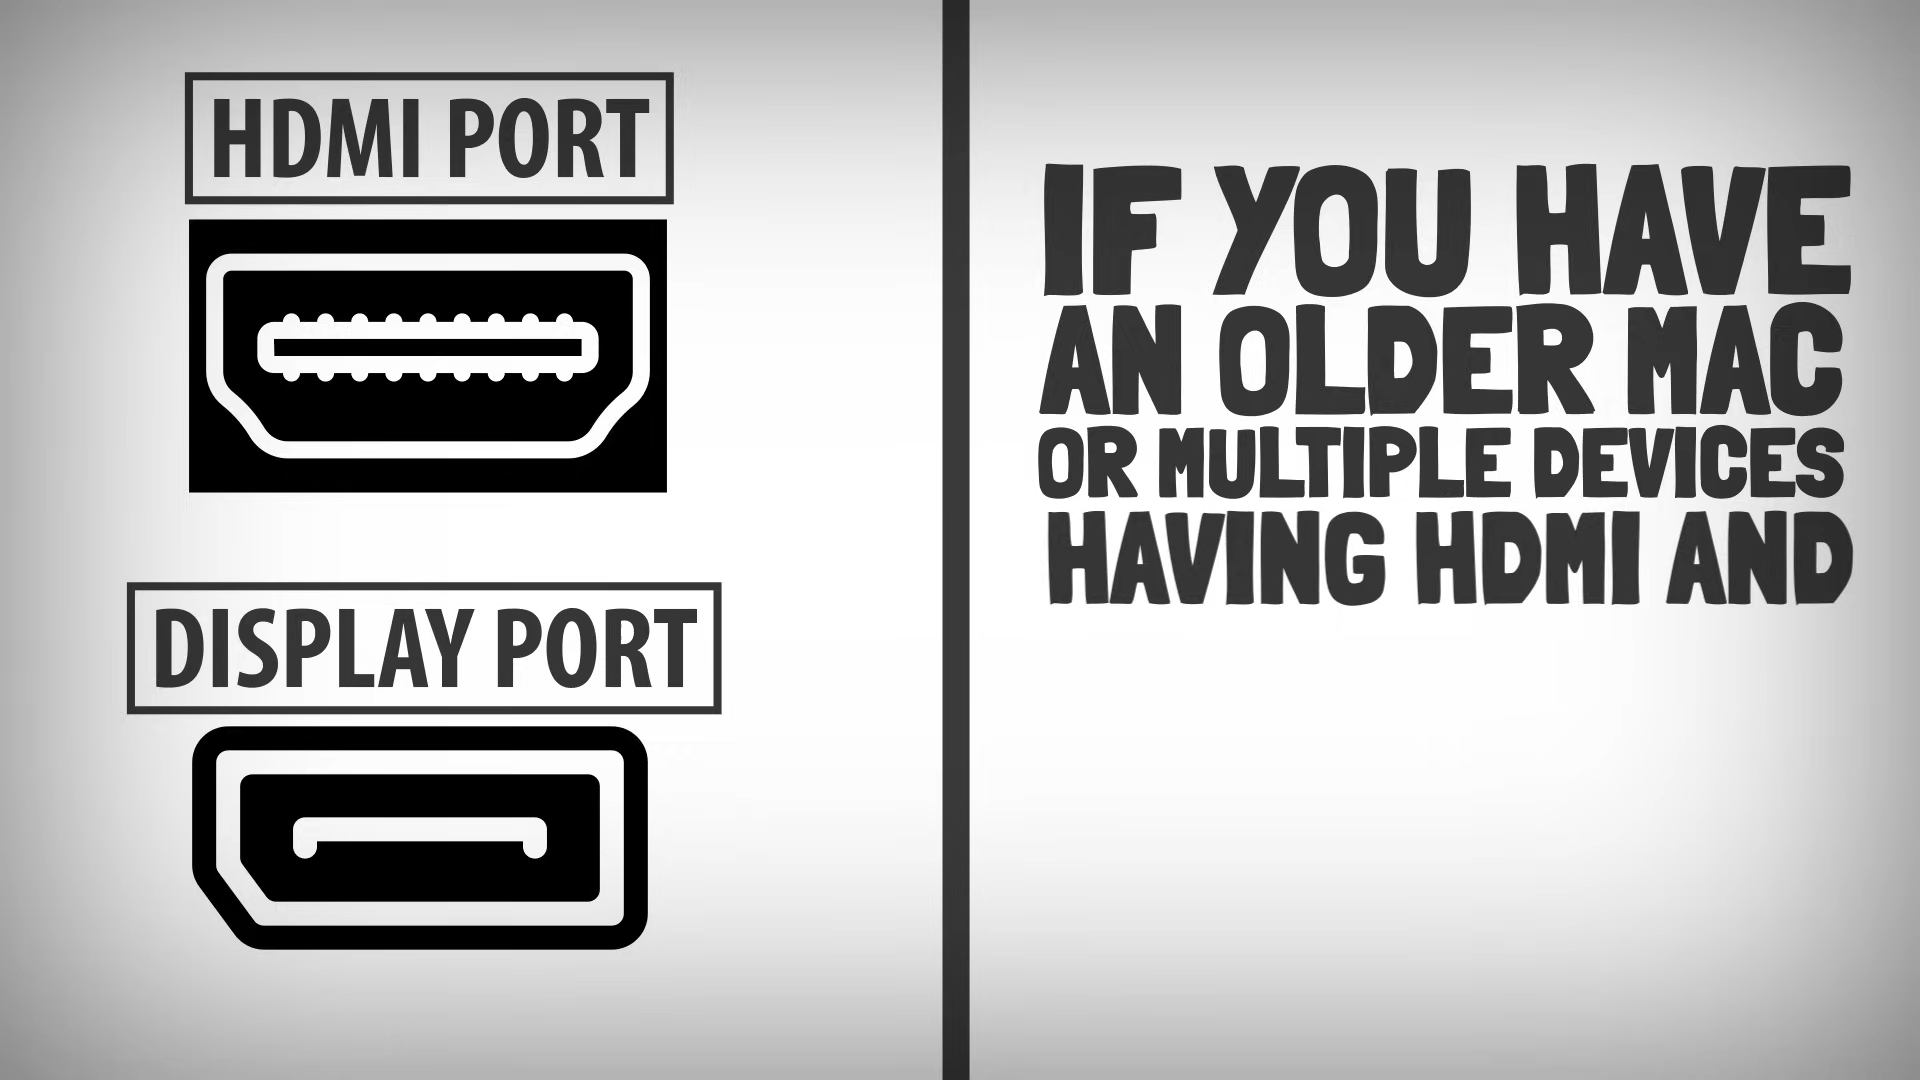 HDMI PORT
DISPLAY PORT
IF YOU HAVE
AN OLDER MAC
OR MULTIPLE DEVICES
HAVING HDMI AND